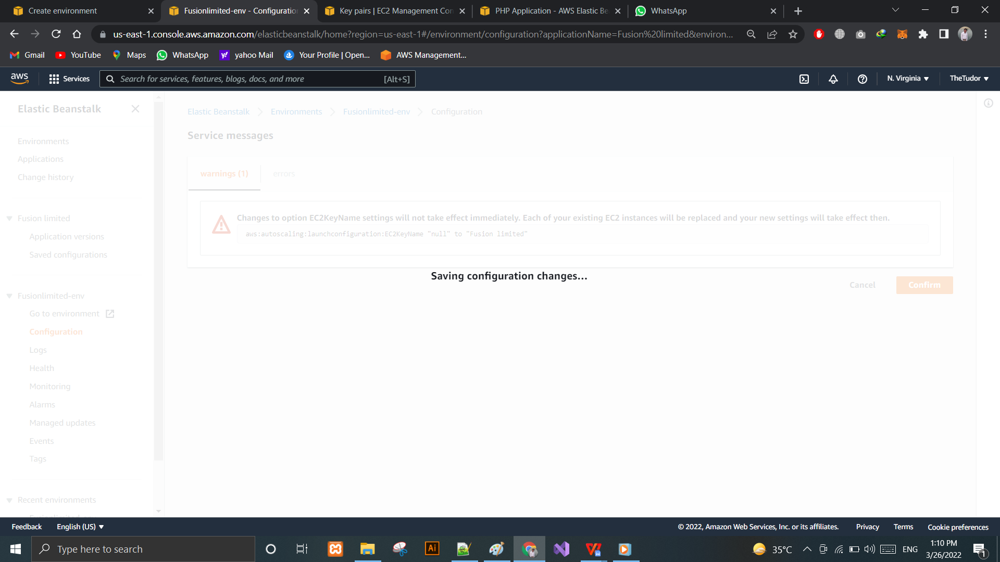 Create environment
Fusionlimited-env - Configuratio
Key pairs | EC2 Management Con
PHP Application - AWS Elastic Be
WhatsApp
us-east-1.console.aws.amazon.com/elasticbeanstalk/home?region=us-east-1#/environment/configuration?applicationName=Fusion%20limited&environ...
Gmail
YouTube
Maps
WhatsApp
yahoo Mail
Your Profile | Open...
AWS Management...
aws
Services
Search for services, features, blogs, docs, and more
[Alt+S]
N. Virginia
TheTudor
Elastic Beanstalk
Environments
Applications
Change history
Fusion limited
Application versions
Saved configurations
Fusionlimited-env
Go to environment
Configuration
Logs
Health
Monitoring
Alarms
Managed updates
Events
Tags
Recent environments
Fusionlimited-env
Elastic Beanstalk
Environments
Fusionlimited-env
Configuration
Service messages
warnings (1)
errors
Changes to option EC2KeyName settings will not take effect immediately. Each of your existing EC2 instances will be replaced and your new settings will take effect then.
aws:autoscaling:launchconfiguration:EC2KeyName "null" to "Fusion limited"
Saving configuration changes...
Cancel
Confirm
Feedback
English (US)
© 2022, Amazon Web Services, Inc. or its affiliates.
Privacy
Terms
Cookie preferences
Type here to search
Ai
35°C
ENG
1:10 PM
3/26/2022
1